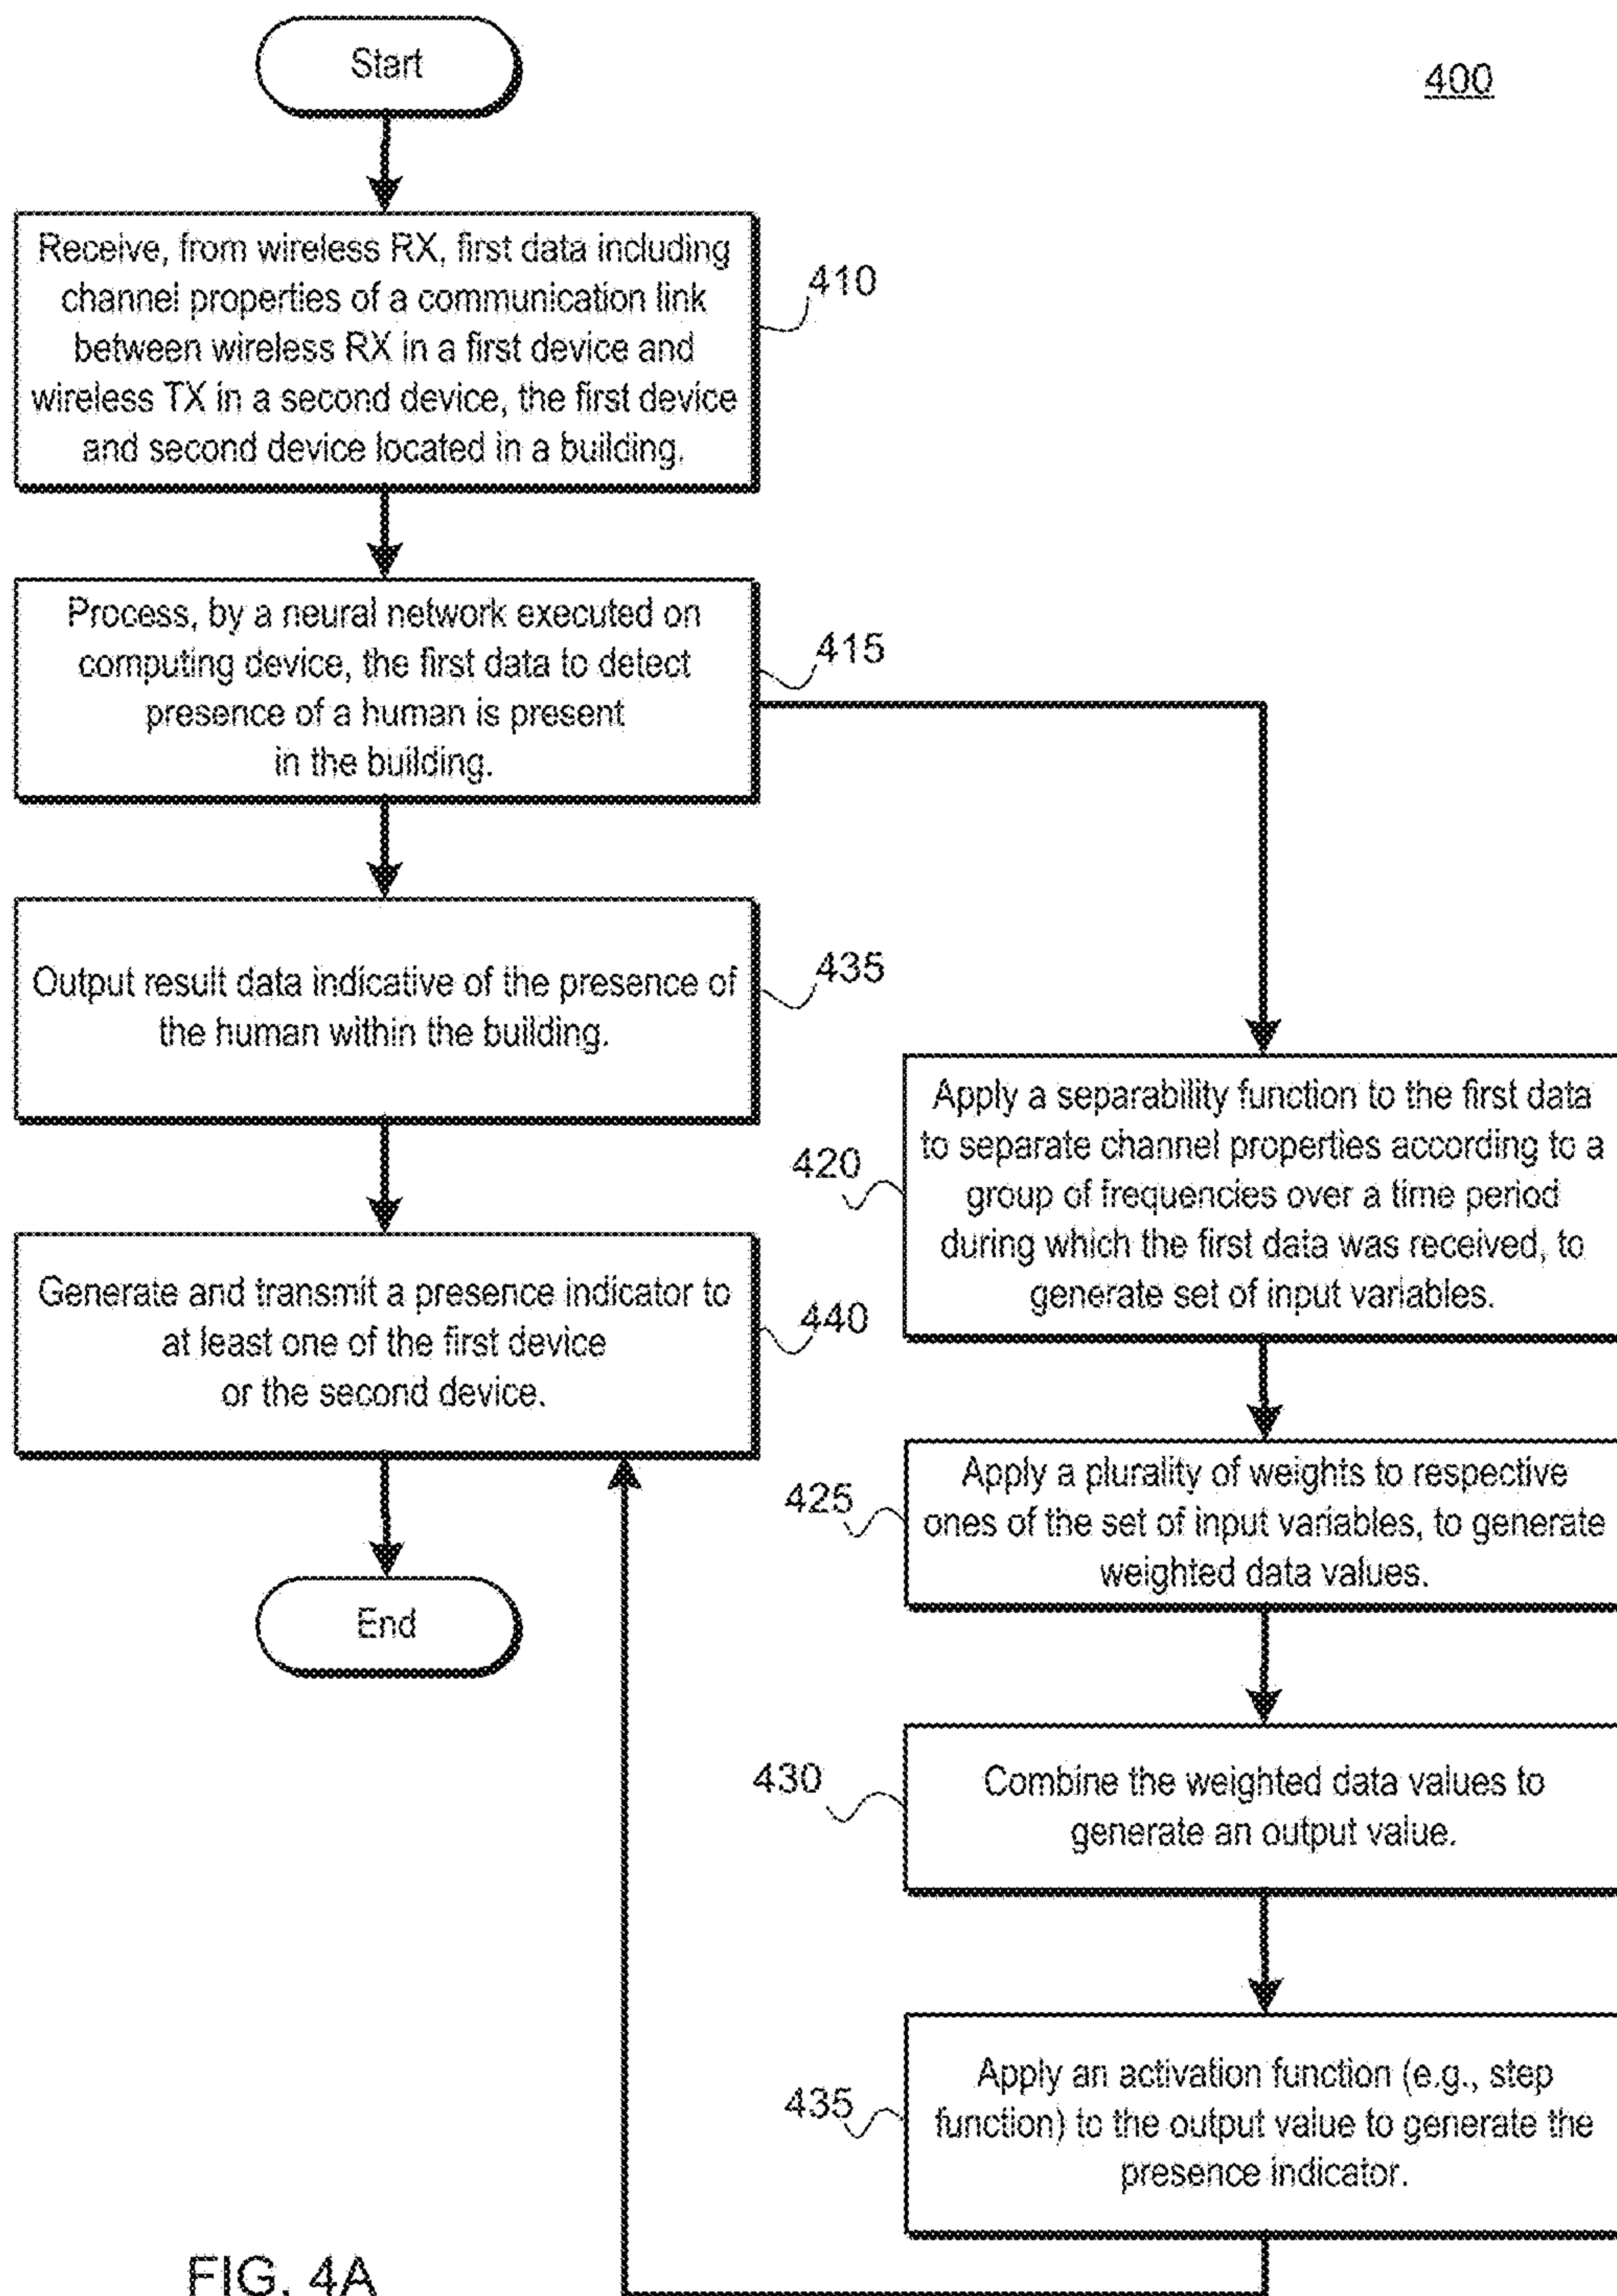 Start
400
Receive, from wireless RX, first data including
channel properties of a communication link
between wireless RX in a first device and
wireless TX in a second device, the first device
and second device located in a building.
410
Process, by a neural network executed on
computing device, the first data to detect
presence of a human is present
in the building.
415
Output result data indicative of the presence of
the human within the building.
435
Generate and transmit a presence indicator to
at least one of the first device
or the second device.
440
End
Apply a separability function to the first data
to separate channel properties according to a
group of frequencies over a time period
during which the first data was received, to
generate set of input variables.
420
Apply a plurality of weights to respective
ones of the set of input variables, to generate
weighted data values.
425
Combine the weighted data values to
generate an output value.
430
Apply an activation function (e.g., step
function) to the output value to generate the
presence indicator.
435
FIG. 4A